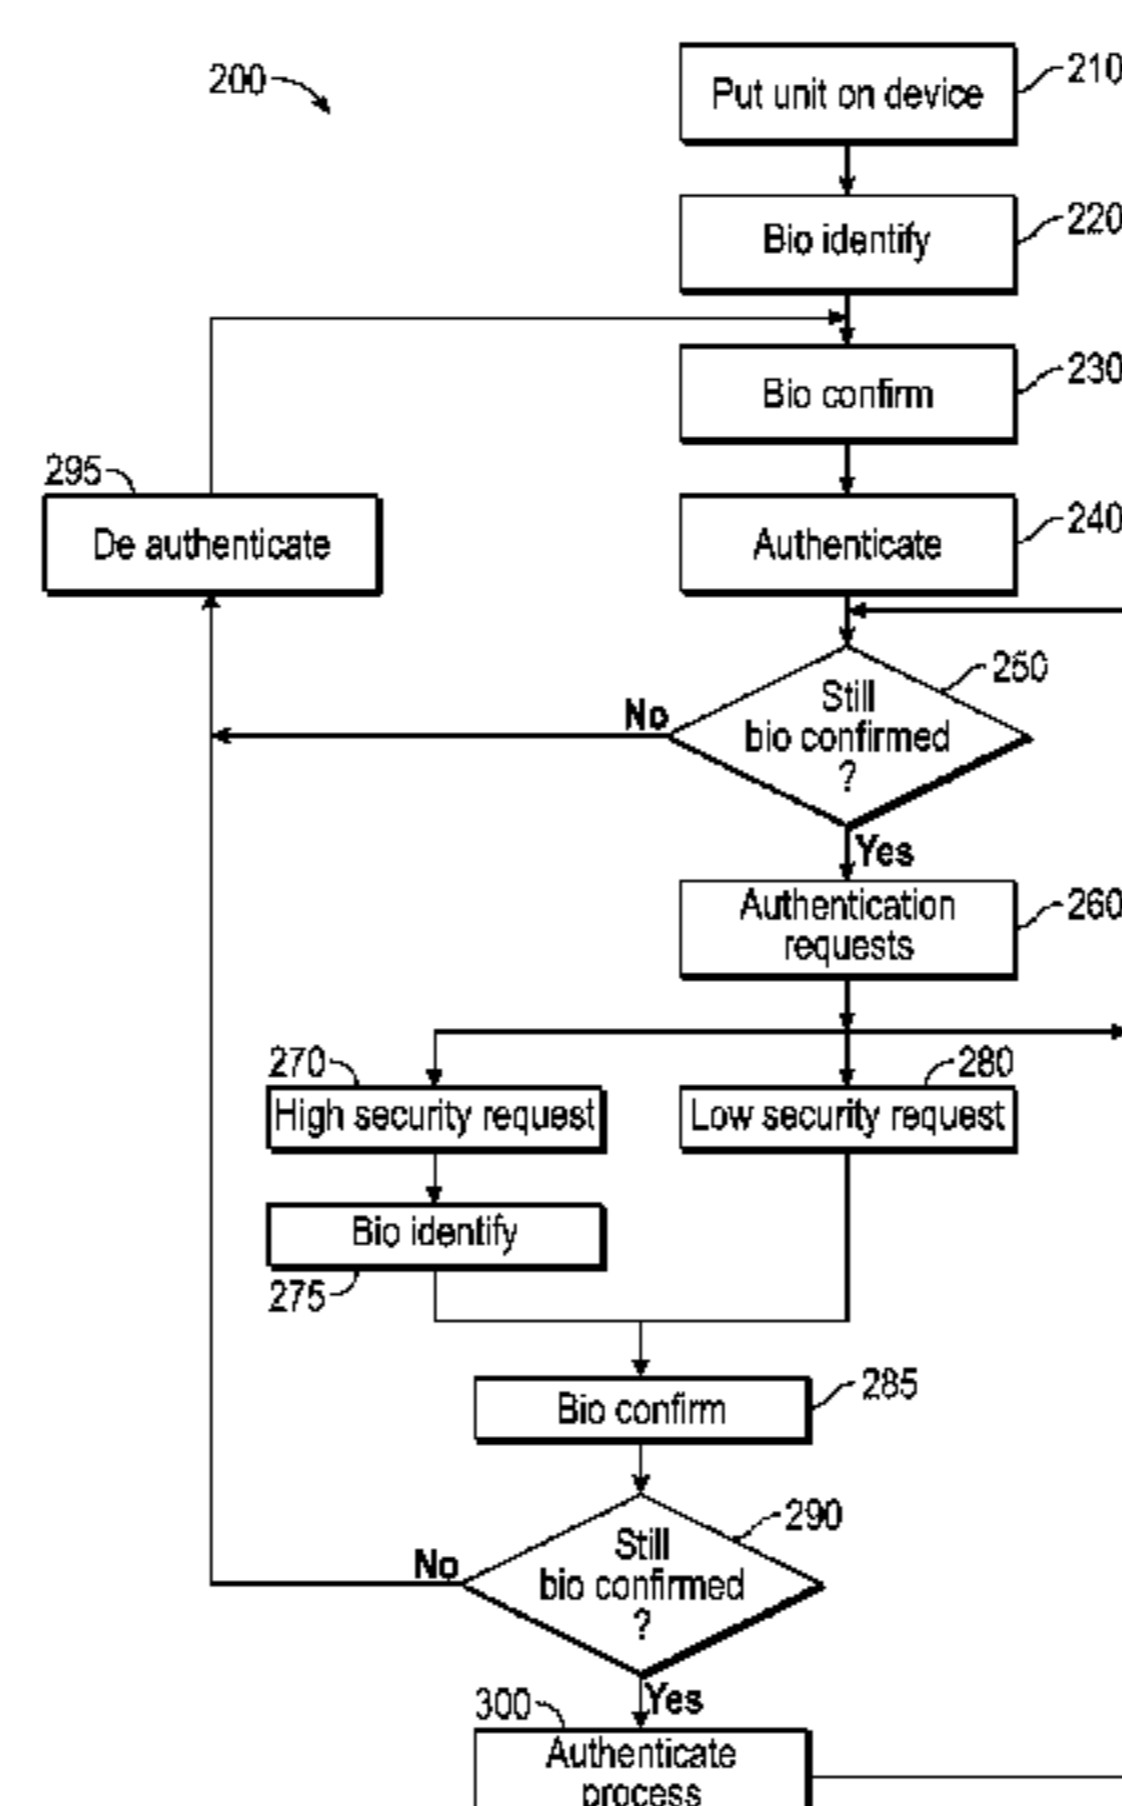 200
Put unit on device
210
Bio identify
220
Bio confirm
230
295
De authenticate
Authenticate
240
Still
bio confirmed
?
250
No
Yes
Authentication
requests
260
270
High security request
280
Low security request
Bio identify
275
Bio confirm
285
Still
bio confirmed
?
290
No
Yes
300
Authenticate
process